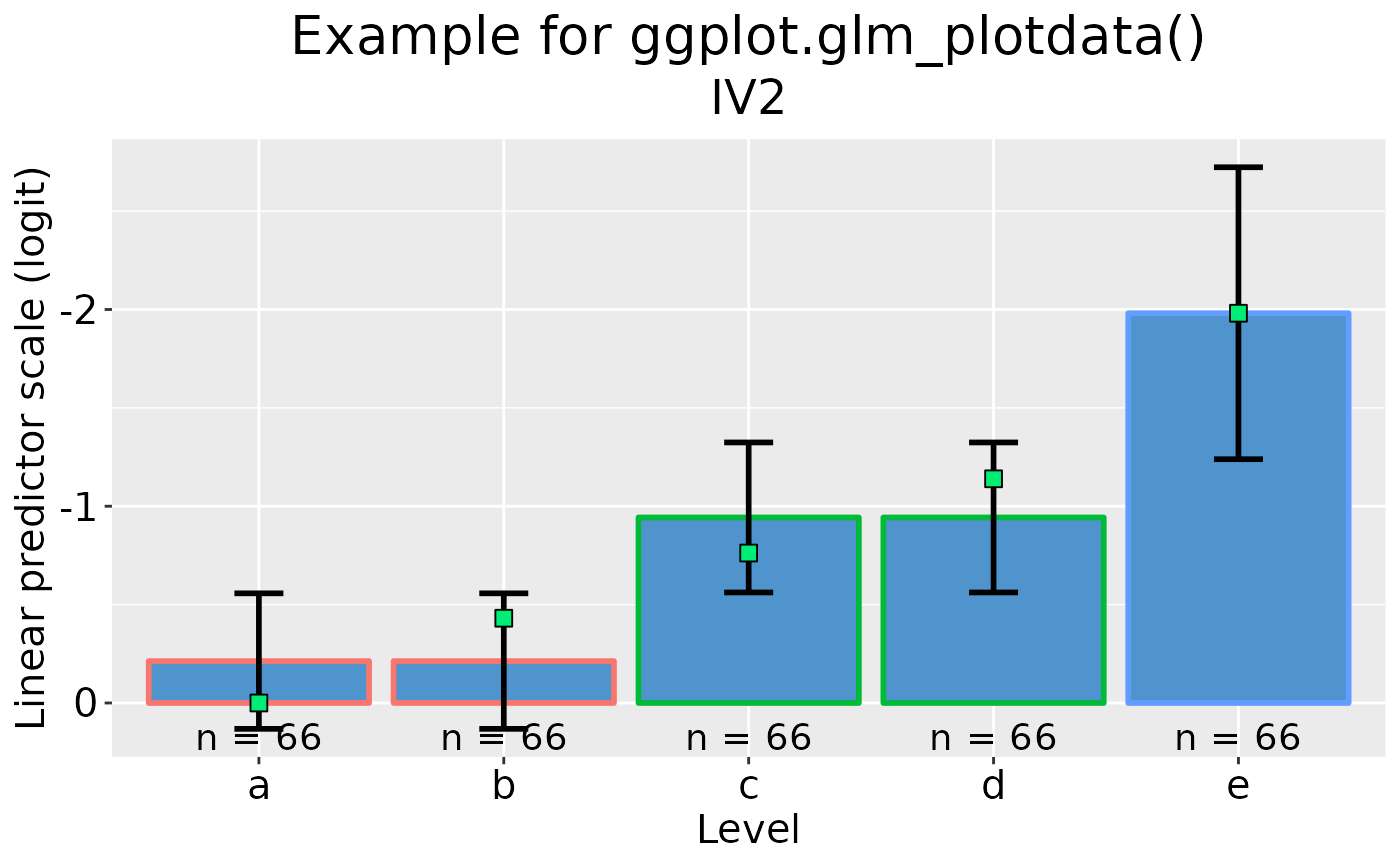 Example for ggplot.glm_plotdata()
IV2
Linear predictor scale (logit)
-2
-1
0
n = 66
n = 66
n = 66
n = 66
n = 66
a
b
c
d
e
Level